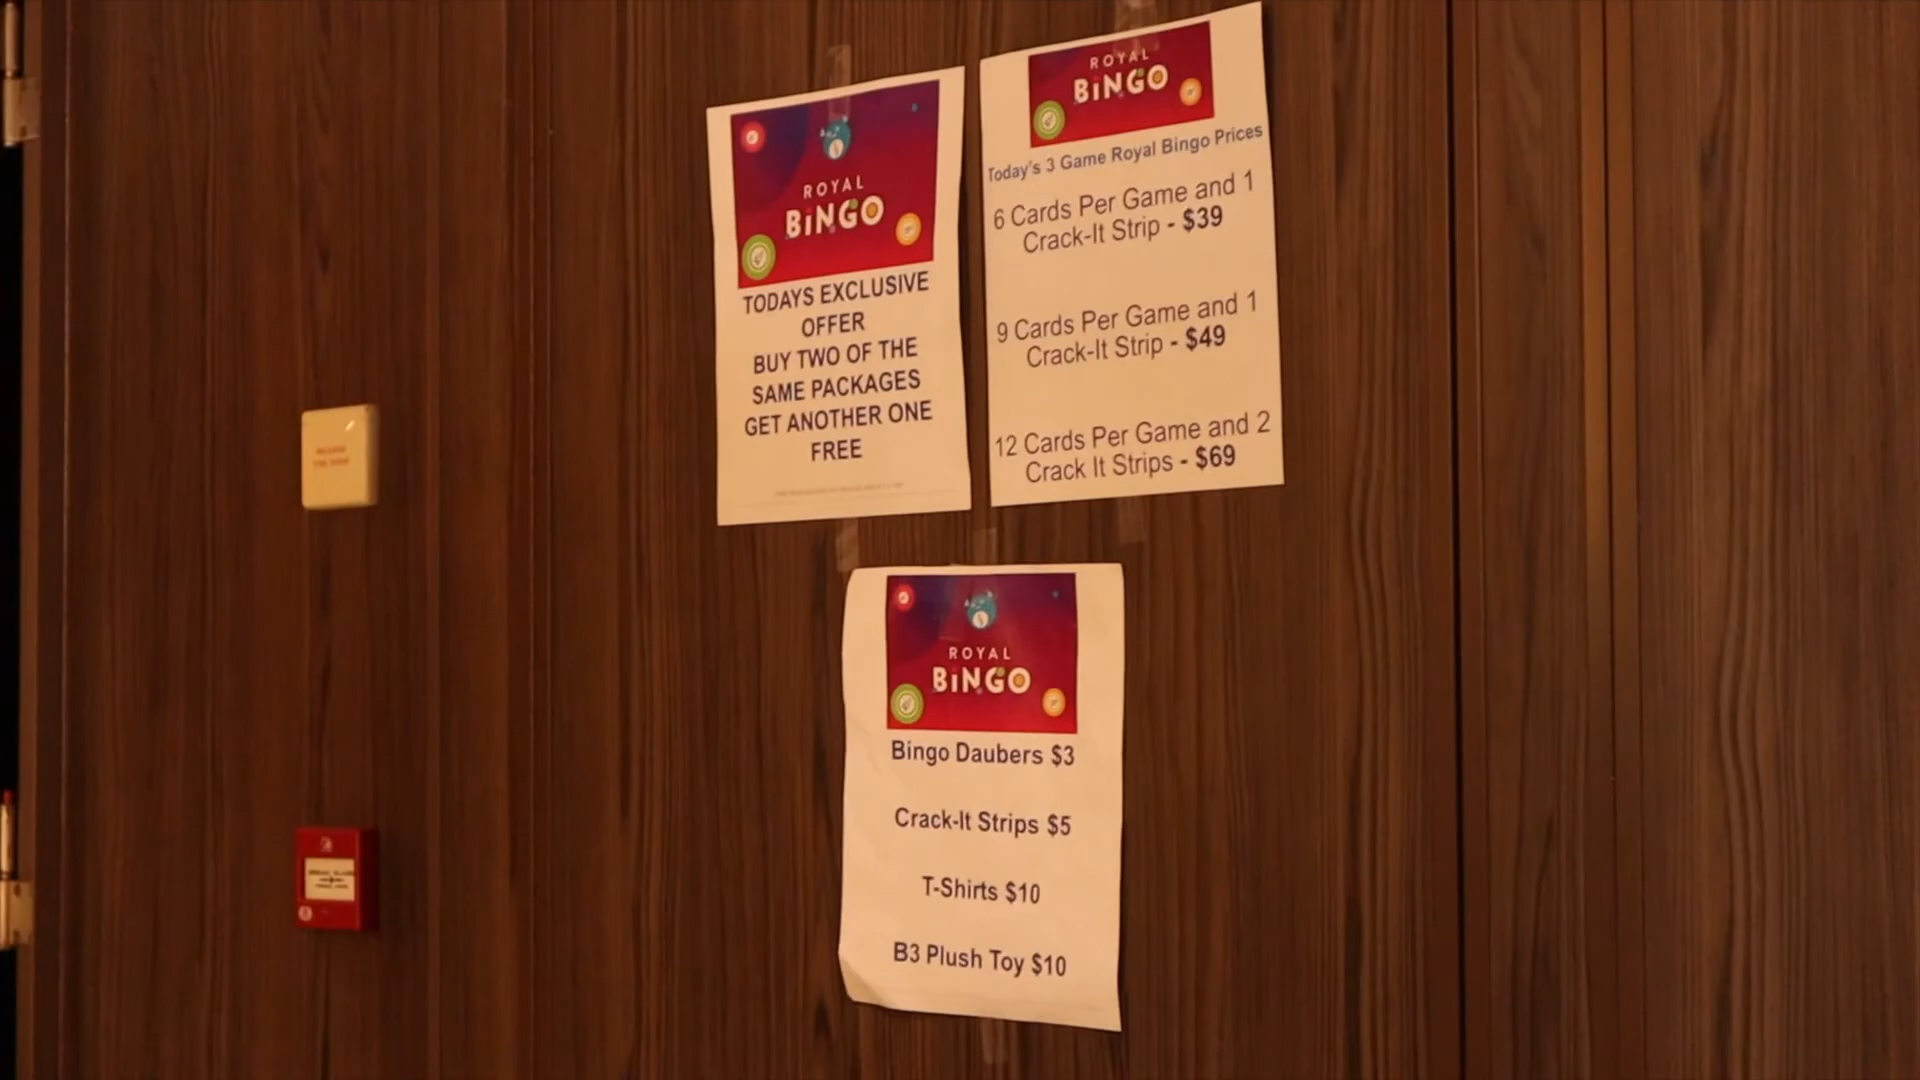 ROYAL
BiNGO
TODAYS EXCLUSIVE
OFFER
BUY TWO OF THE
SAME PACKAGES
GET ANOTHER ONE
FREE
ROYAL
BiNGO
Today's 3 Game Royal Bingo Prices
6 Cards Per Game and 1
Crack-It Strip - $39
9 Cards Per Game and 1
Crack-It Strip - $49
12 Cards Per Game and 2
Crack It Strips - $69
ROYAL
BiNGO
Bingo Daubers $3
Crack-It Strips $5
T-Shirts $10
B3 Plush Toy $10